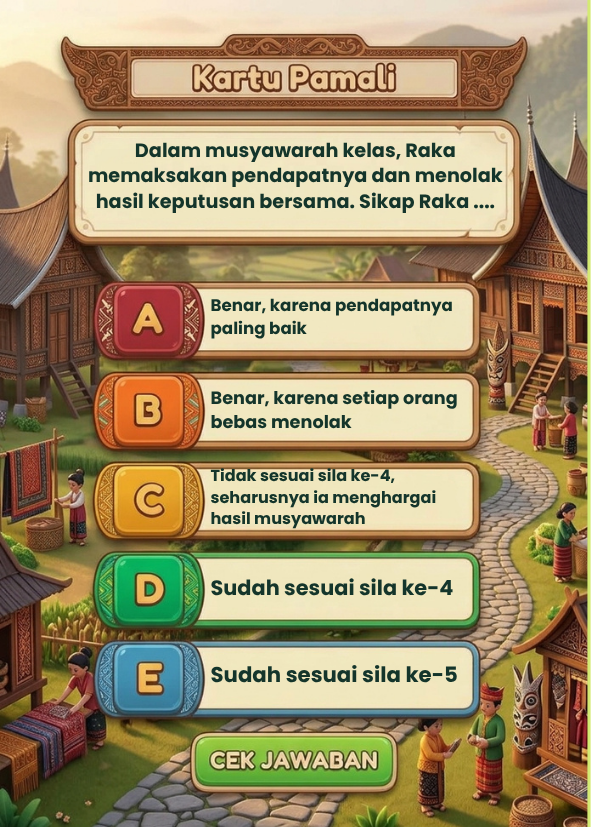 Kartu Pamali
Dalam musyawarah kelas, Raka
memaksakan pendapatnya dan menolak
hasil keputusan bersama. Sikap Raka ....
A
Benar, karena pendapatnya
paling baik
B
Benar, karena setiap orang
bebas menolak
C
Tidak sesuai sila ke-4,
seharusnya ia menghargai
hasil musyawarah
D
Sudah sesuai sila ke-4
E
Sudah sesuai sila ke-5
CEK JAWABAN